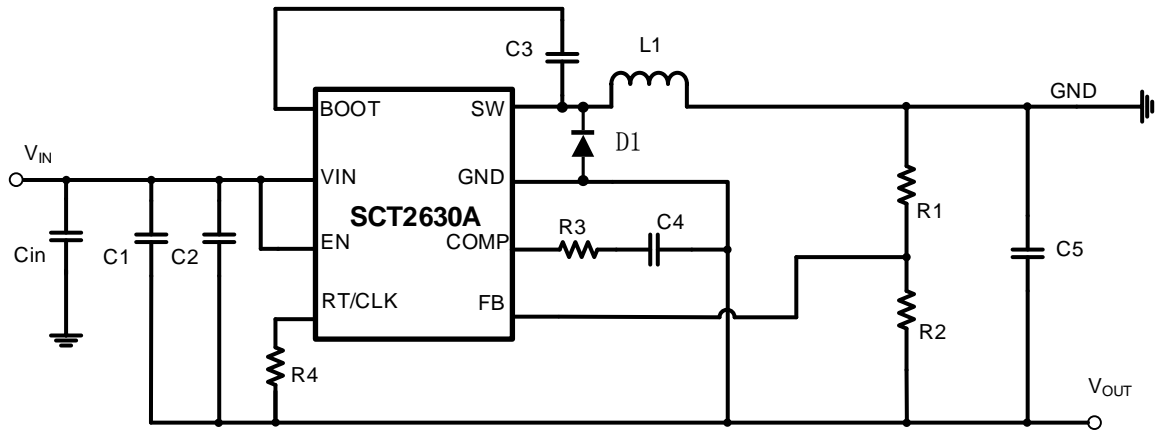 C3
L1
BOOT
SW
GND
D1
VIN
VIN
GND
SCT2630A
R1
R3
C4
Cin
C1
C2
EN
COMP
C5
RT/CLK
FB
R2
R4
VOUT